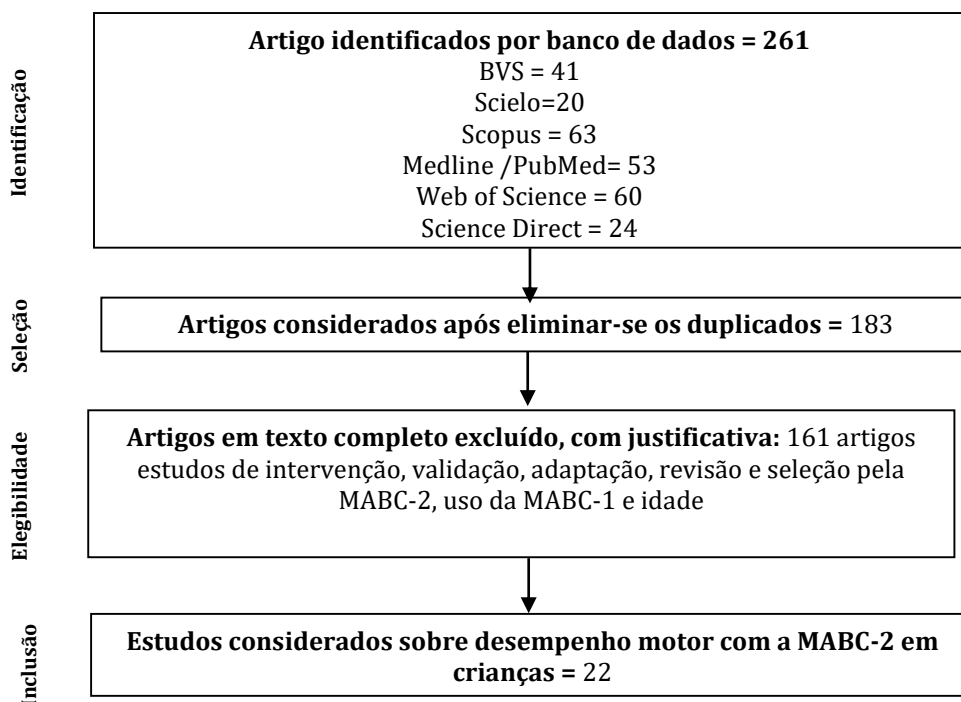 Identificação
Artigo identificados por banco de dados = 261
BVS = 41
Scielo=20
Scopus = 63
Medline /PubMed= 53
Web of Science = 60
Science Direct = 24
Seleção
Artigos considerados após eliminar-se os duplicados = 183
Elegibilidade
Artigos em texto completo excluído, com justificativa: 161 artigos
estudos de intervenção, validação, adaptação, revisão e seleção pela
MABC-2, uso da MABC-1 e idade
Inclusão
Estudos considerados sobre desempenho motor com a MABC-2 em
crianças = 22